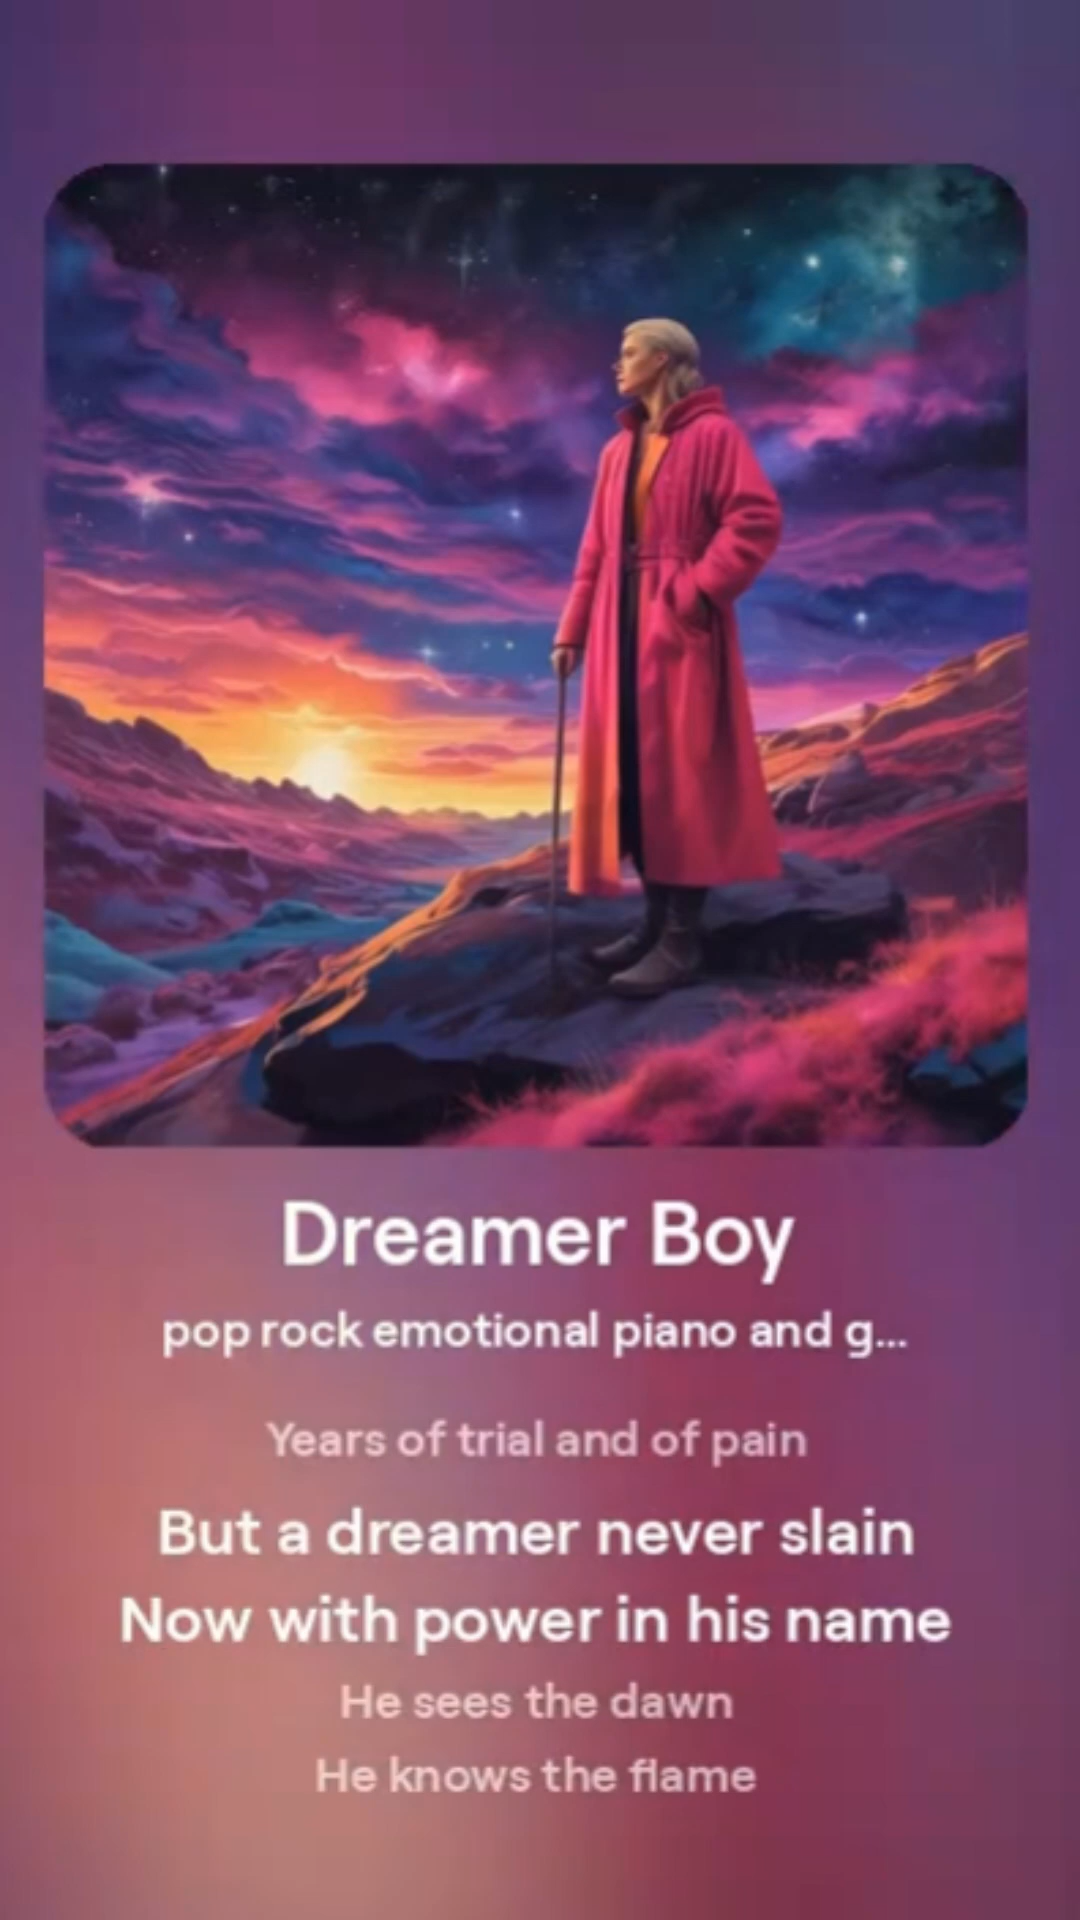 Dreamer Boy
pop rock emotional piano and g...
Years of trial and of pain
But a dreamer never slain
Now with power in his name
He sees the dawn
He knows the flame